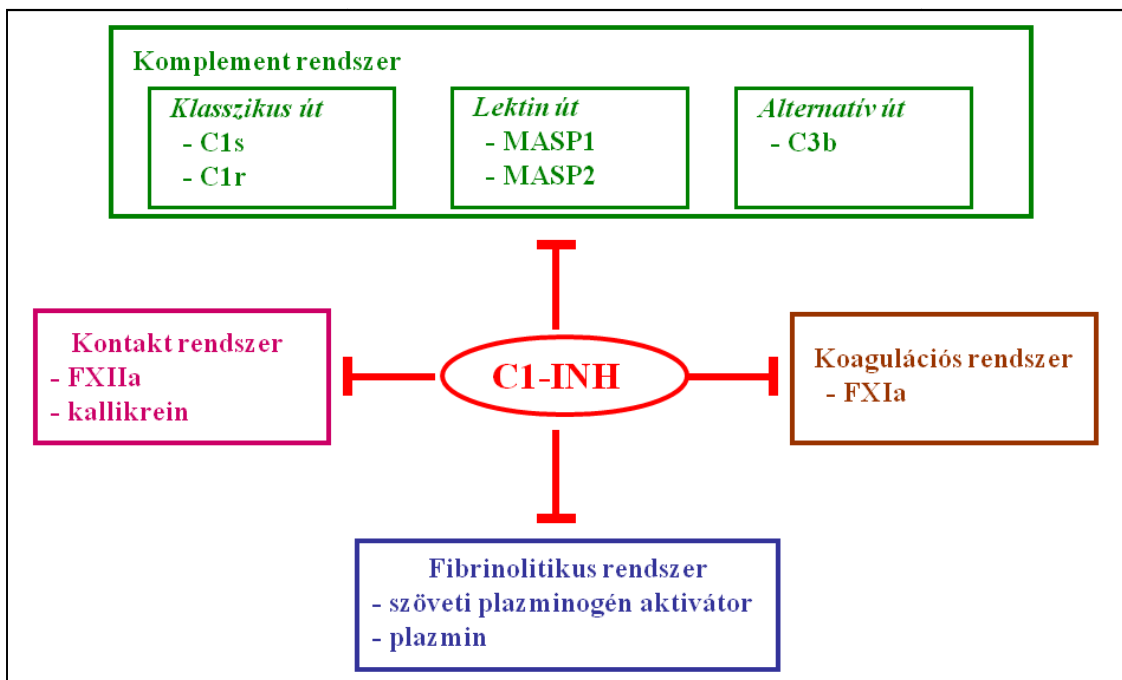 Komplement rendszer
Klasszikus út
- C1s
- C1r
Lektin út
- MASP1
- MASP2
Alternatív út
- C3b
Kontakt rendszer
- FXIIa
- kallikrein
C1-INH
Koagulációs rendszer
- FXIa
Fibrinolitikus rendszer
- szöveti plazminogén aktivátor
- plazmin